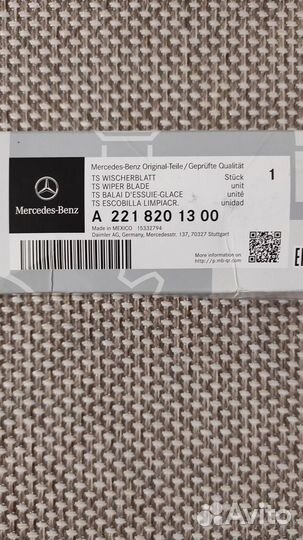 Mercedes-Benz Original-Teile/Geprüfte Qualität
TS WISCHERBLATT Stück 1
TS WIPER BLADE unit
TS BALAI D'ESSUIE-GLACE unité
TS ESCOBILLA LIMPIACR. unidad
Mercedes-Benz
A 221 820 13 00
Made in MEXICO 15332794
Daimler AG, Germany, Mercedesstr. 137, 70327 Stuttgart
More information on
http://p.mb-qr.com
Avito